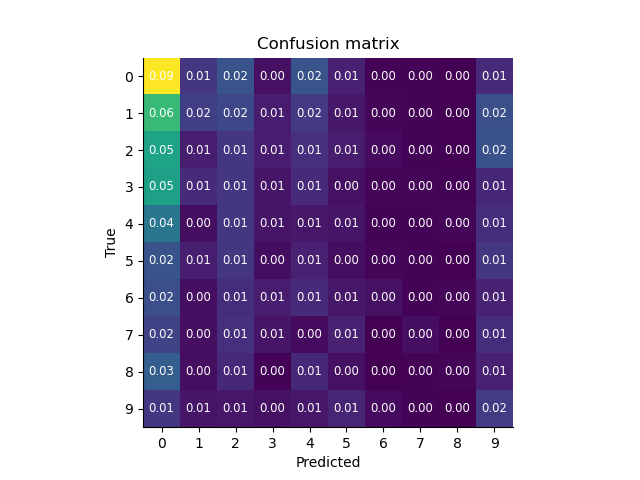 Confusion matrix
0 0.09 0.01 0.02 0.00 0.02 0.01 0.00 0.00 0.00 0.01
1 0.06 0.02 0.02 0.01 0.02 0.01 0.00 0.00 0.00 0.02
2 0.05 0.01 0.01 0.01 0.01 0.01 0.00 0.00 0.00 0.02
3 0.05 0.01 0.01 0.01 0.01 0.00 0.00 0.00 0.00 0.01
4 0.04 0.00 0.01 0.01 0.01 0.01 0.00 0.00 0.00 0.01
True
5 0.02 0.01 0.01 0.00 0.01 0.00 0.00 0.00 0.00 0.01
6 0.02 0.00 0.01 0.01 0.01 0.01 0.00 0.00 0.00 0.01
7 0.02 0.00 0.01 0.01 0.00 0.01 0.00 0.00 0.00 0.01
8 0.03 0.00 0.01 0.00 0.01 0.00 0.00 0.00 0.00 0.01
9 0.01 0.01 0.01 0.00 0.01 0.01 0.00 0.00 0.00 0.02
0 1 2 3 4 5 6 7 8 9
Predicted